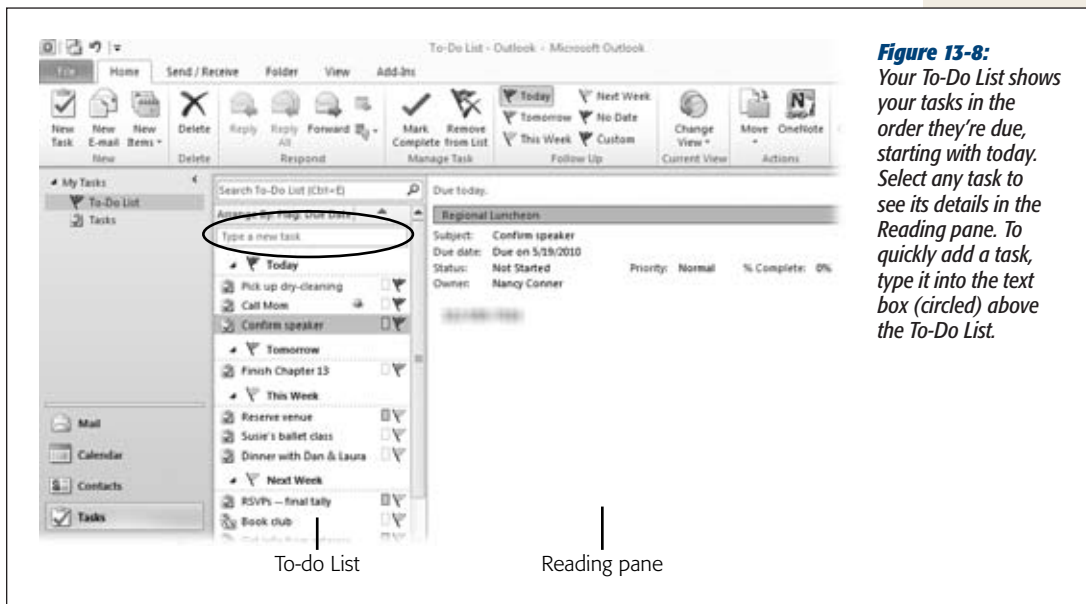 To-Do List - Outlook - Microsoft Outlook
File Home Send / Receive Folder View Add-Ins
New Task
New E-mail
New Items
New
Delete
Delete
Reply
Reply All
Forward
Respond
Mark Complete
Remove from List
Manage Task
Today
Tomorrow
This Week
Next Week
No Date
Custom
Follow Up
Change View
Current View
Move
OneNote
Actions
My Tasks
To-Do List
Tasks
Mail
Calendar
Contacts
Tasks
Search To-Do List (Ctrl+E)
Arrange By: Flag: Due Date
Type a new task
Today
Pick up dry-cleaning
Call Mom
Confirm speaker
Tomorrow
Finish Chapter 13
This Week
Reserve venue
Susie's ballet class
Dinner with Dan & Laura
Next Week
RSVPs -- final tally
Book club
Due today.
Regional Luncheon
Subject: Confirm speaker
Due date: Due on 5/19/2010
Status: Not Started Priority: Normal % Complete: 0%
Owner: Nancy Conner
To-do List
Reading pane
Figure 13-8:
Your To-Do List shows
your tasks in the
order they're due,
starting with today.
Select any task to
see its details in the
Reading pane. To
quickly add a task,
type it into the text
box (circled) above
the To-Do List.